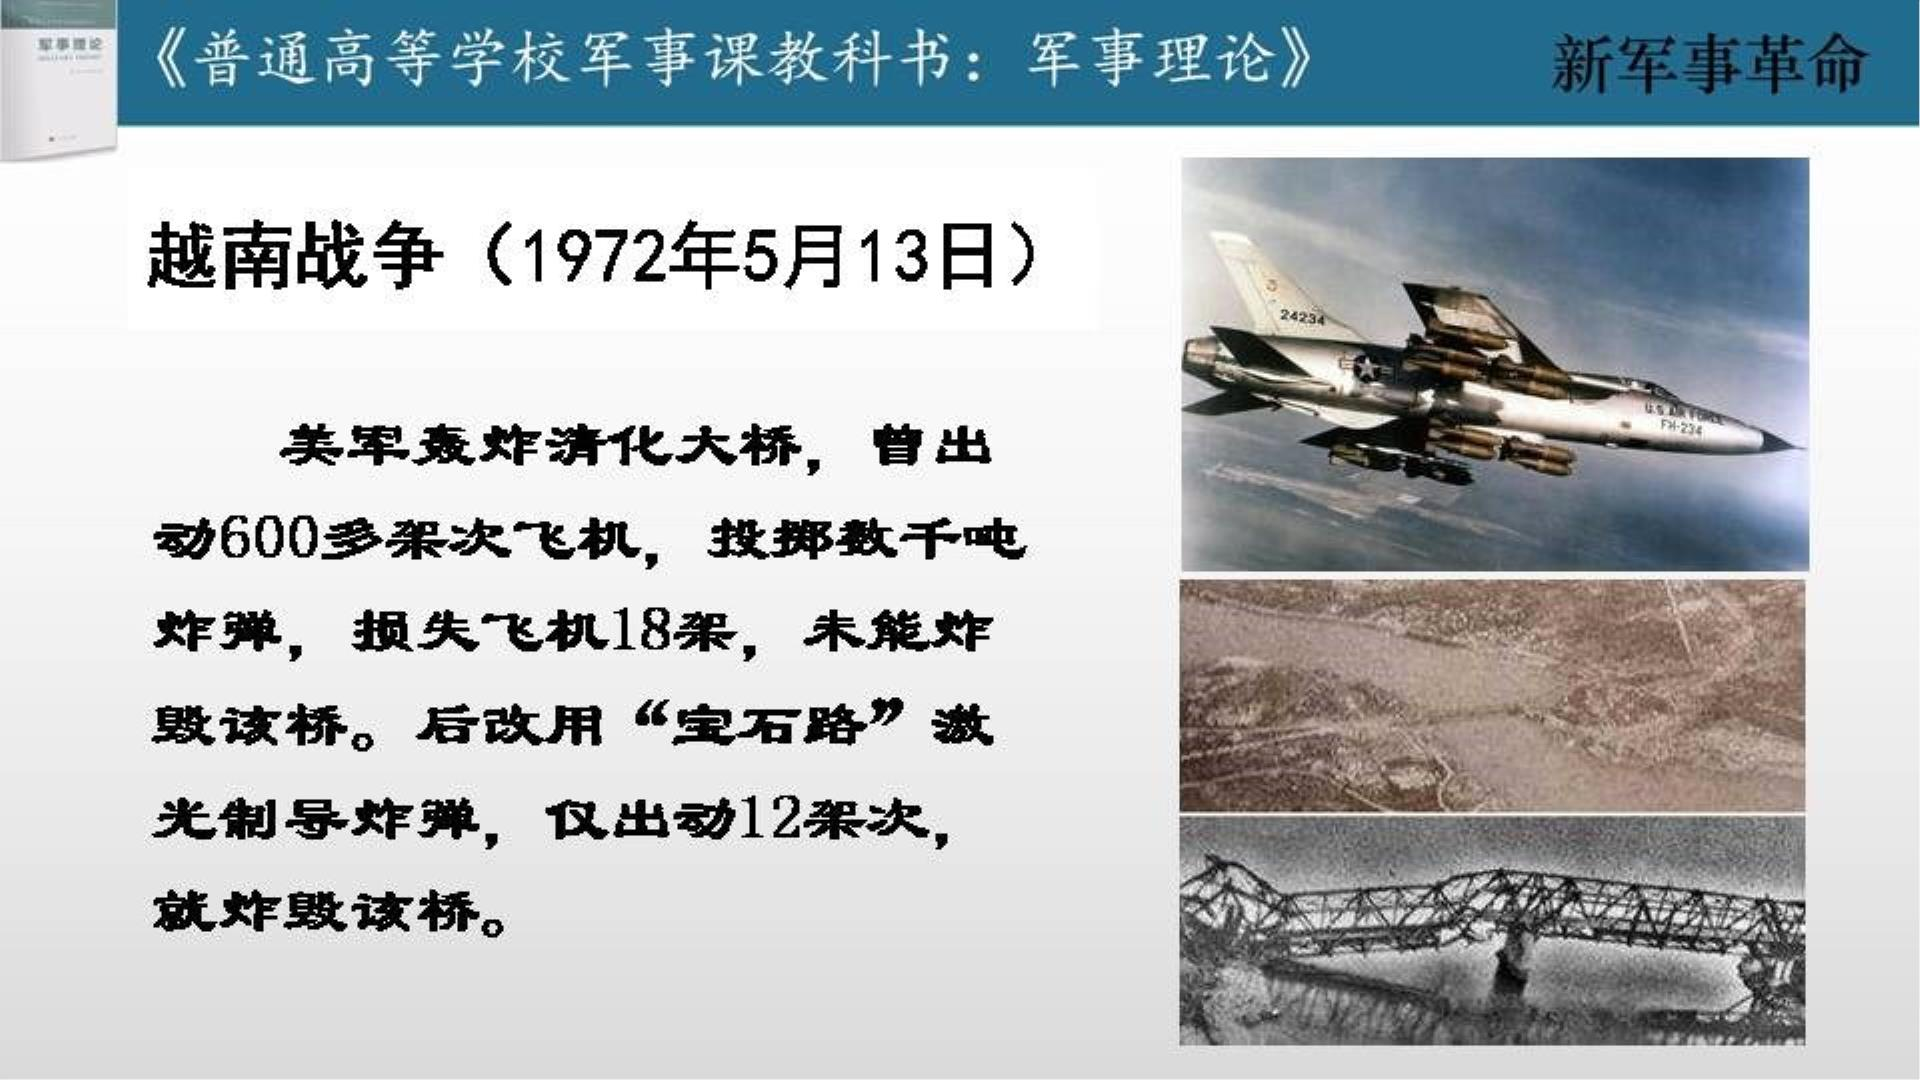 军事理论
《普通高等学校军事课教科书：军事理论》
新军事革命
越南战争（1972年5月13日）
美军轰炸清化大桥，曾出
动600多架次飞机，投掷数千吨
炸弹，损失飞机18架，未能炸
毁该桥。后改用“宝石路”激
光制导炸弹，仅出动12架次，
就炸毁该桥。
24234
U.S. AIR FORCE
FH-234